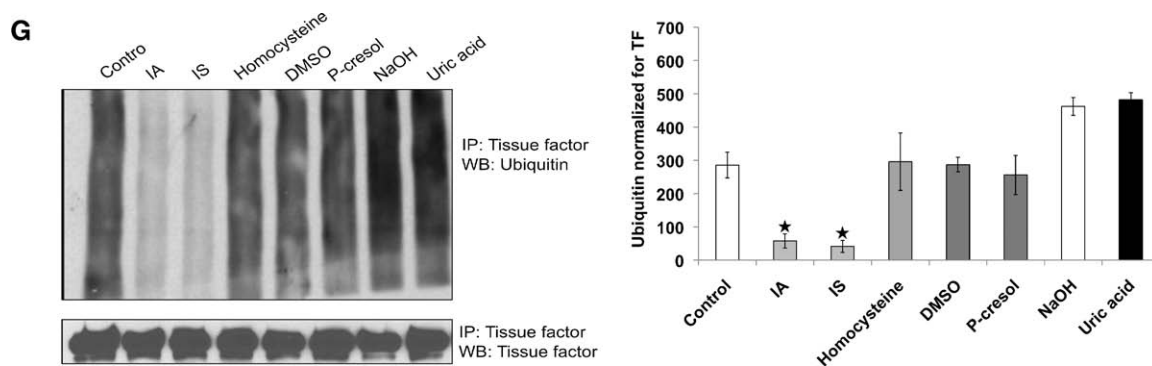 G
Contro
IA
IS
Homocysteine
DMSO
P-cresol
NaOH
Uric acid
IP: Tissue factor
WB: Ubiquitin
IP: Tissue factor
WB: Tissue factor
Ubiquitin normalized for TF
700
600
500
400
300
200
100
0
Control
IA
IS
Homocysteine
DMSO
P-cresol
NaOH
Uric acid